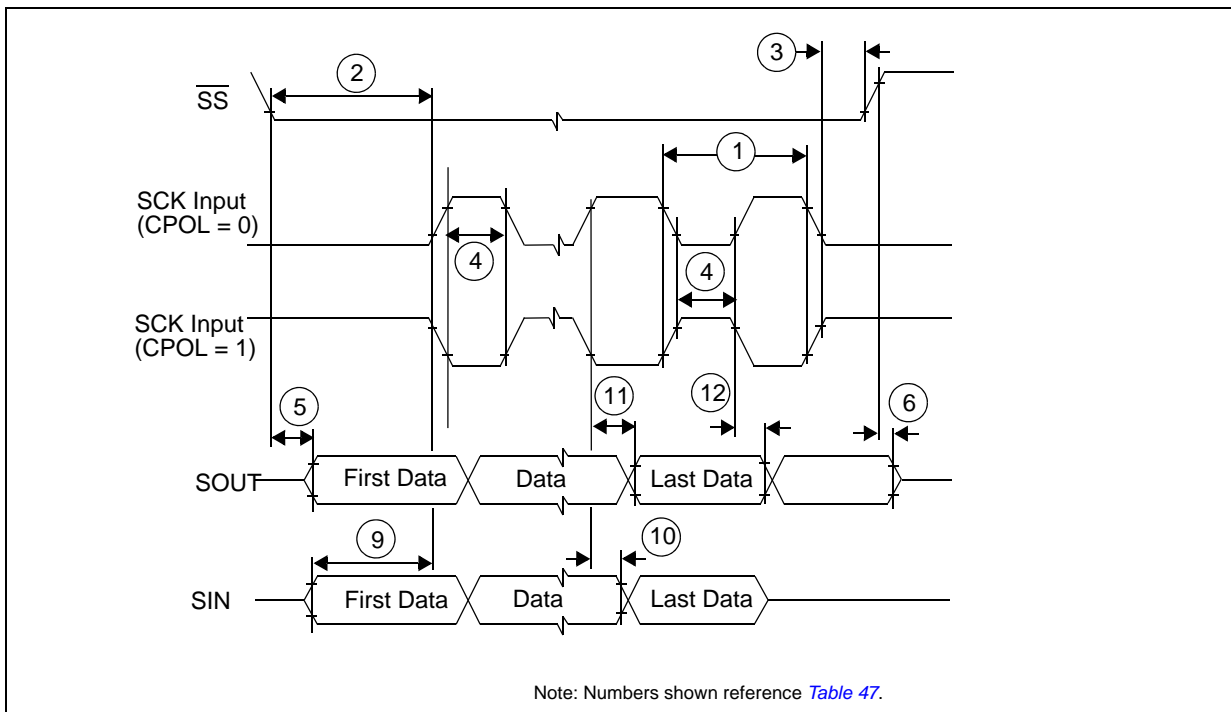 3
2
SS
1
SCK Input
(CPOL = 0)
4
4
SCK Input
(CPOL = 1)
11
12
5
6
First Data
Data
Last Data
SOUT
9
10
SIN
First Data
Data
Last Data
Note: Numbers shown reference Table 47.